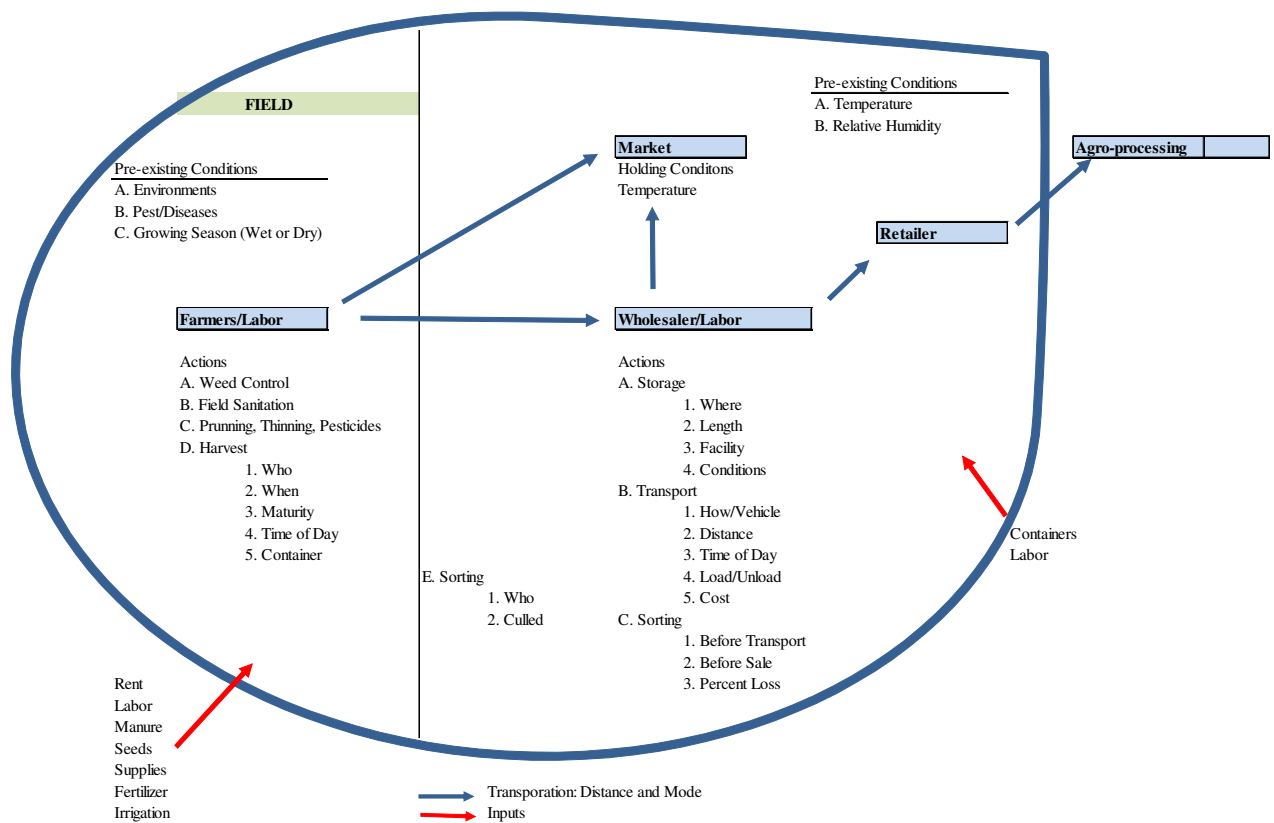 FIELD
Pre-existing Conditions
A. Environments
B. Pest/Diseases
C. Growing Season (Wet or Dry)
Farmers/Labor
Actions
A. Weed Control
B. Field Sanitation
C. Prunning, Thinning, Pesticides
D. Harvest
1. Who
2. When
3. Maturity
4. Time of Day
5. Container
E. Sorting
1. Who
2. Culled
Rent
Labor
Manure
Seeds
Supplies
Fertilizer
Irrigation
Market
Holding Conditons
Temperature
Wholesaler/Labor
Actions
A. Storage
1. Where
2. Length
3. Facility
4. Conditions
B. Transport
1. How/Vehicle
2. Distance
3. Time of Day
4. Load/Unload
5. Cost
C. Sorting
1. Before Transport
2. Before Sale
3. Percent Loss
Pre-existing Conditions
A. Temperature
B. Relative Humidity
Retailer
Agro-processing
Containers
Labor
Transporation: Distance and Mode
Inputs